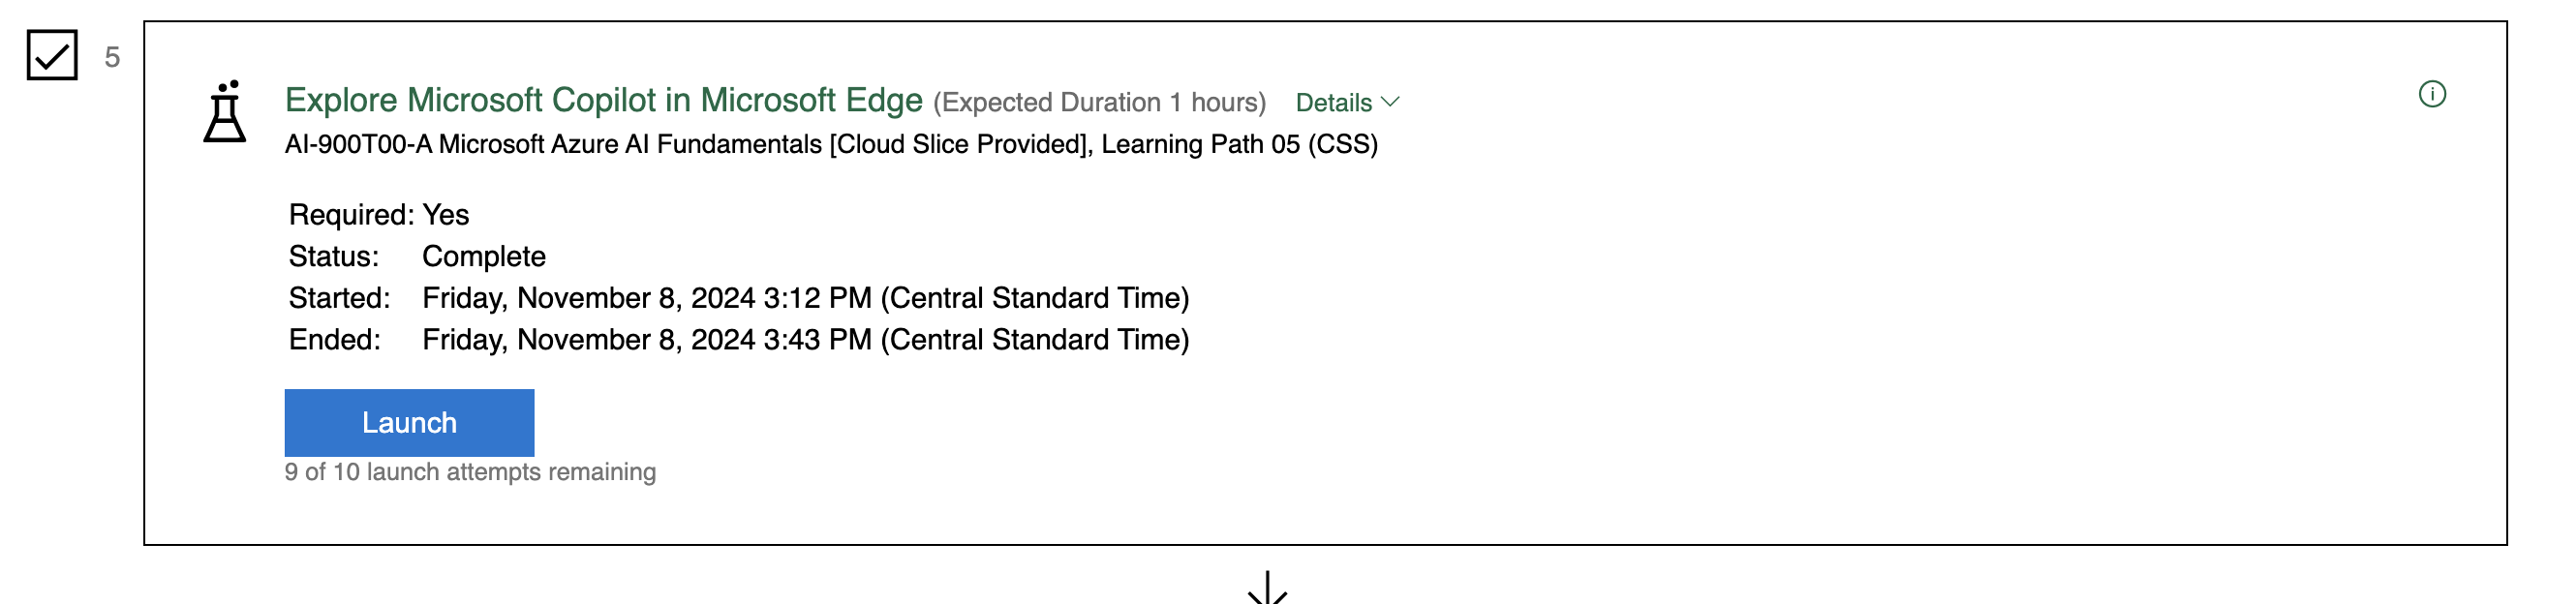 5
Explore Microsoft Copilot in Microsoft Edge (Expected Duration 1 hours) Details
AI-900T00-A Microsoft Azure AI Fundamentals [Cloud Slice Provided], Learning Path 05 (CSS)
Required: Yes
Status: Complete
Started: Friday, November 8, 2024 3:12 PM (Central Standard Time)
Ended: Friday, November 8, 2024 3:43 PM (Central Standard Time)
Launch
9 of 10 launch attempts remaining